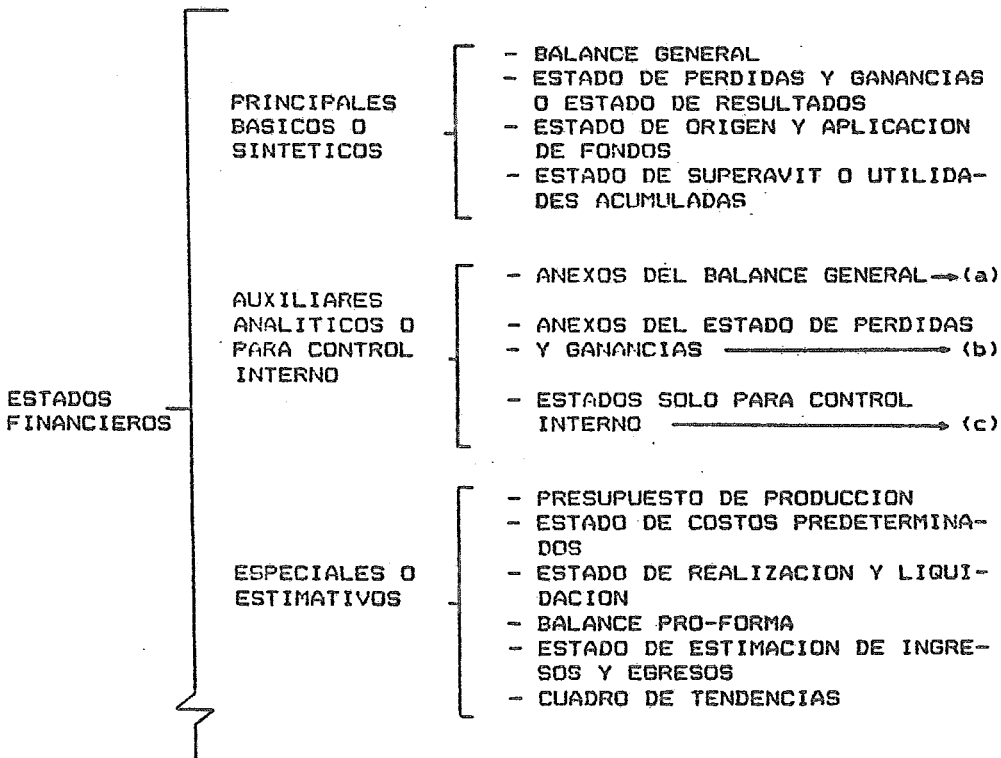 ESTADOS
FINANCIEROS
PRINCIPALES
BASICOS O
SINTETICOS
- BALANCE GENERAL
- ESTADO DE PERDIDAS Y GANANCIAS
O ESTADO DE RESULTADOS
- ESTADO DE ORIGEN Y APLICACION
DE FONDOS
- ESTADO DE SUPERAVIT O UTILIDA-
DES ACUMULADAS
AUXILIARES
ANALITICOS O
PARA CONTROL
INTERNO
- ANEXOS DEL BALANCE GENERAL → (a)
- ANEXOS DEL ESTADO DE PERDIDAS
- Y GANANCIAS → (b)
- ESTADOS SOLO PARA CONTROL
INTERNO → (c)
ESPECIALES O
ESTIMATIVOS
- PRESUPUESTO DE PRODUCCION
- ESTADO DE COSTOS PREDETERMINA-
DOS
- ESTADO DE REALIZACION Y LIQUI-
DACION
- BALANCE PRO-FORMA
- ESTADO DE ESTIMACION DE INGRE-
SOS Y EGRESOS
- CUADRO DE TENDENCIAS